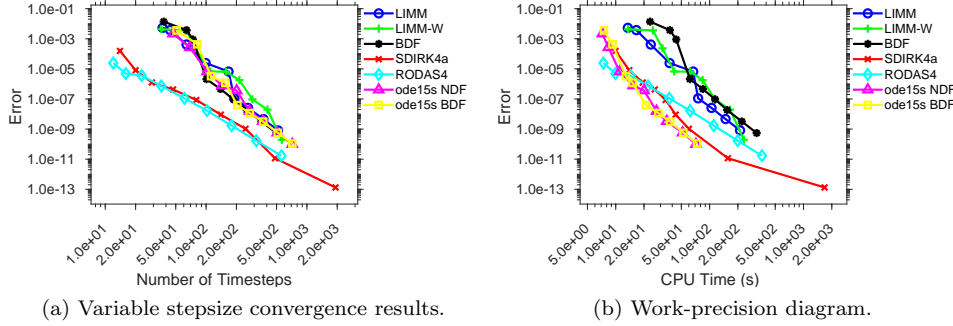 1.0e-01
1.0e-03
1.0e-05
1.0e-07
1.0e-09
1.0e-11
1.0e-13
Error
1.0e+01
2.0e+01
5.0e+01
1.0e+02
2.0e+02
5.0e+02
1.0e+03
2.0e+03
Number of Timesteps
LIMM
LIMM-W
BDF
SDIRK4a
RODAS4
ode15s NDF
ode15s BDF
(a) Variable stepsize convergence results.
1.0e-01
1.0e-03
1.0e-05
1.0e-07
1.0e-09
1.0e-11
1.0e-13
Error
5.0e+00
1.0e+01
2.0e+01
5.0e+01
1.0e+02
2.0e+02
5.0e+02
1.0e+03
2.0e+03
CPU Time (s)
LIMM
LIMM-W
BDF
SDIRK4a
RODAS4
ode15s NDF
ode15s BDF
(b) Work-precision diagram.